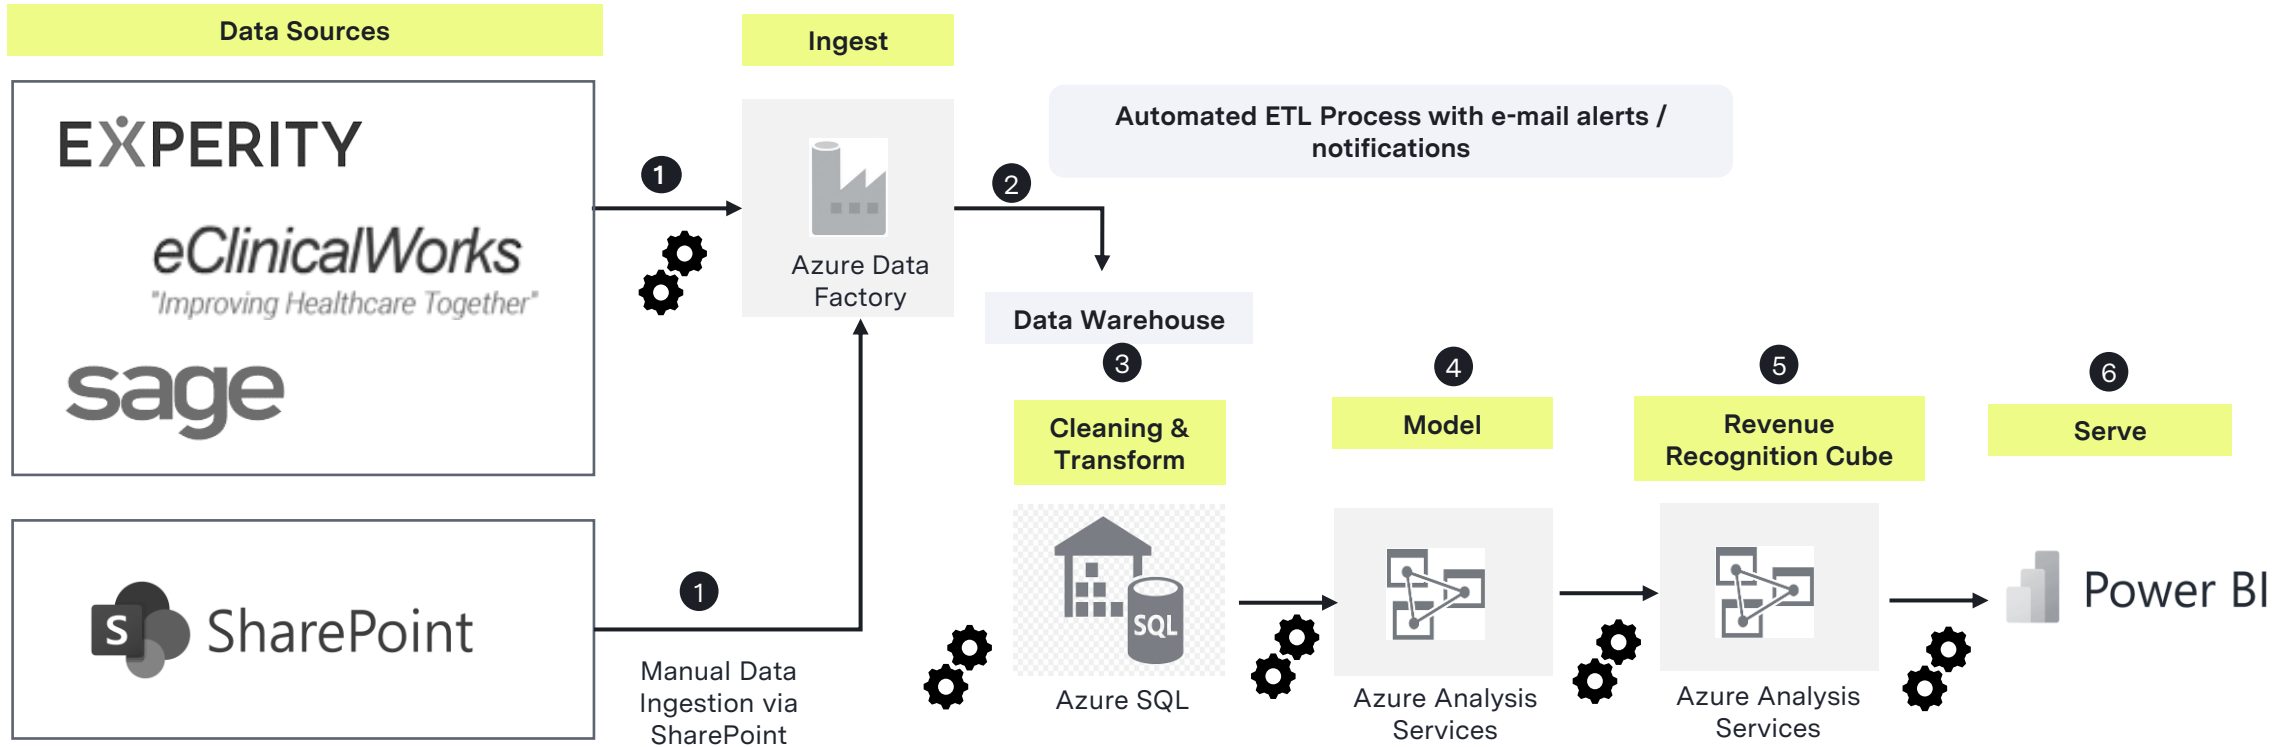 Data Sources
Ingest
EXPERITY
eClinicalWorks
"Improving Healthcare Together"
sage
1
Azure Data
Factory
2
Automated ETL Process with e-mail alerts /
notifications
Data Warehouse
3
Cleaning &
Transform
SQL
Azure SQL
4
Model
Azure Analysis
Services
5
Revenue
Recognition Cube
Azure Analysis
Services
6
Serve
Power BI
S
SharePoint
1
Manual Data
Ingestion via
SharePoint